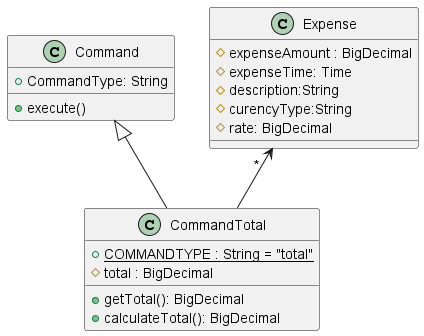 C Command
CommandType: String
execute()
C Expense
expenseAmount : BigDecimal
expenseTime: Time
description:String
curencyType:String
rate: BigDecimal
*
C CommandTotal
COMMANDTYPE : String = "total"
total : BigDecimal
getTotal(): BigDecimal
calculateTotal(): BigDecimal